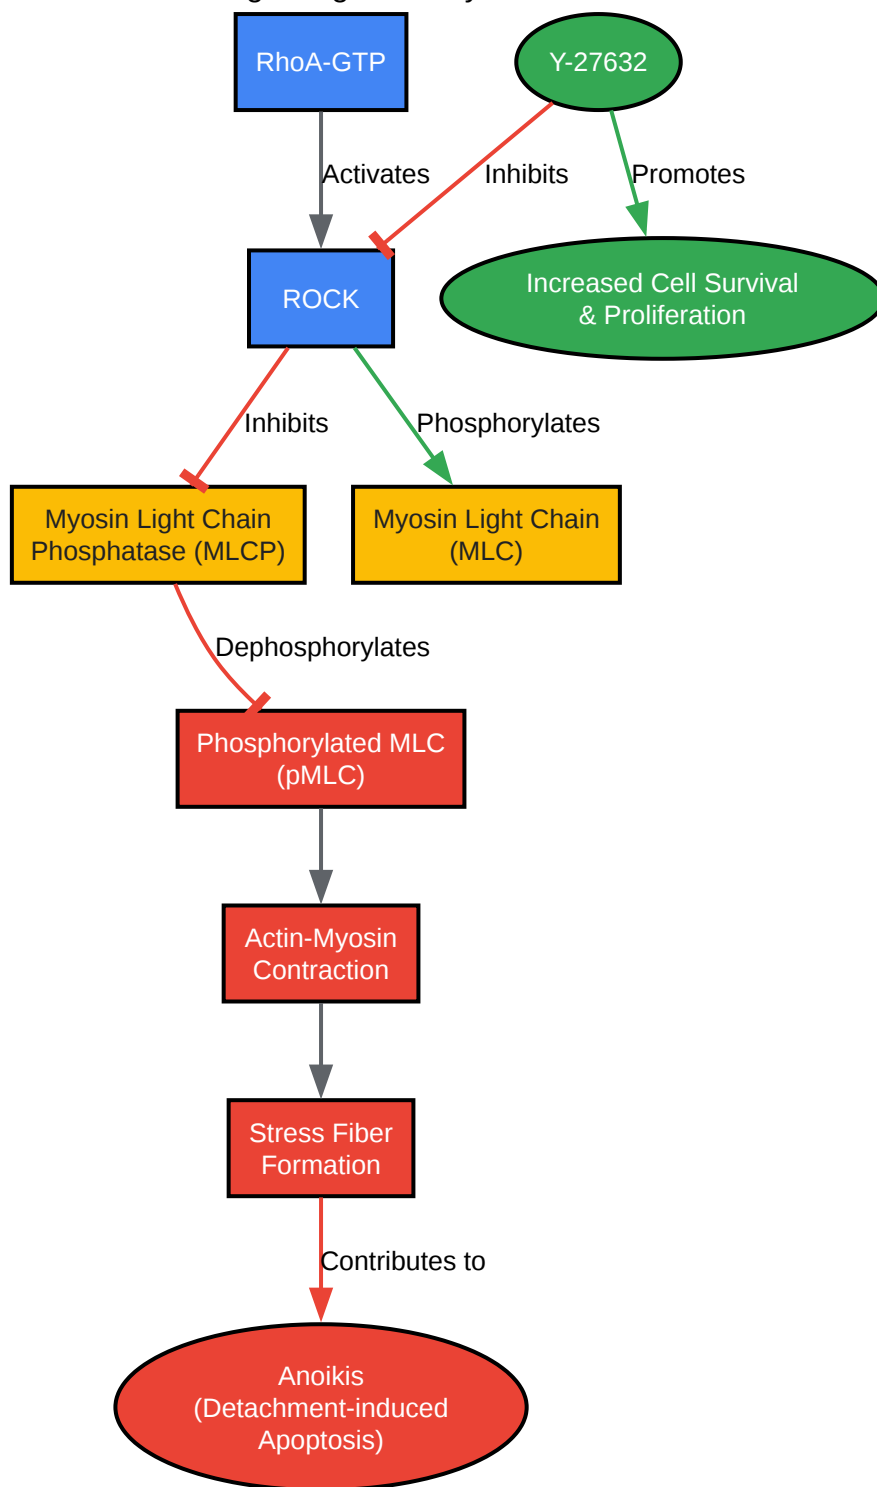 RhoA-GTP
Y-27632
Activates
Inhibits
Promotes
ROCK
Increased Cell Survival
& Proliferation
Inhibits
Phosphorylates
Myosin Light Chain
Phosphatase (MLCP)
Myosin Light Chain
(MLC)
Dephosphorylates
Phosphorylated MLC
(pMLC)
Actin-Myosin
Contraction
Stress Fiber
Formation
Contributes to
Anoikis
(Detachment-induced
Apoptosis)